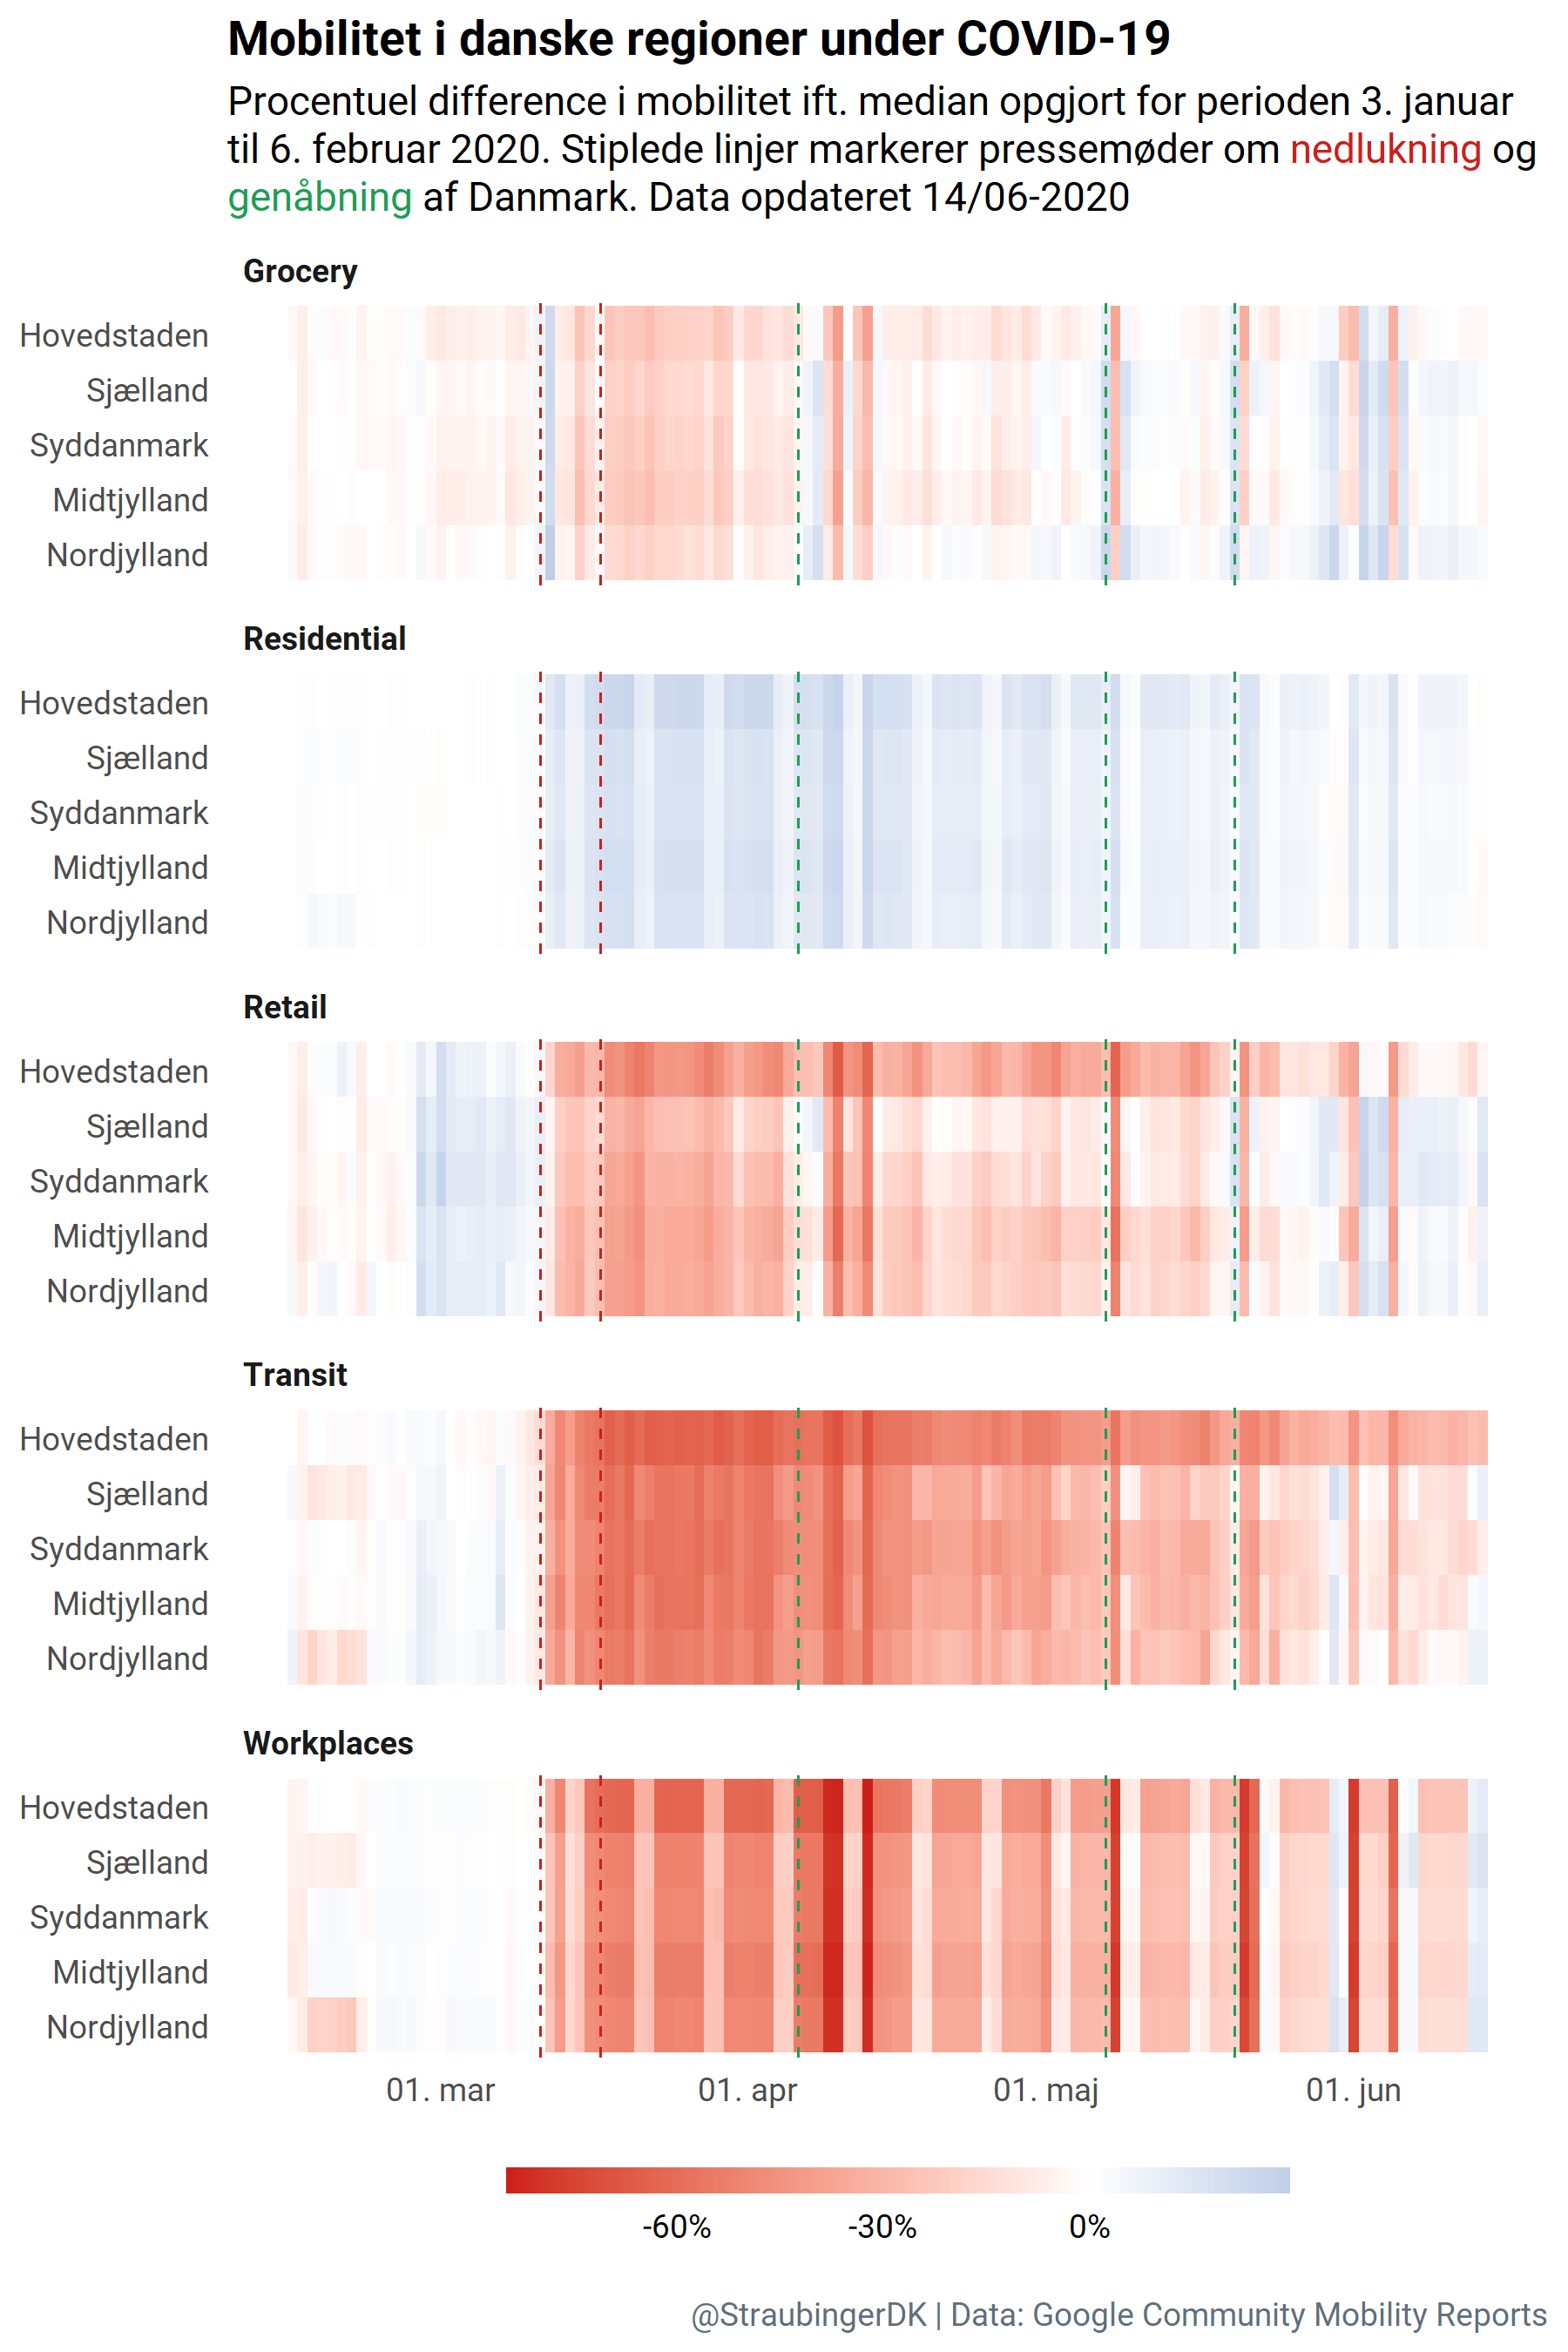 Mobilitet i danske regioner under COVID-19
Procentuel difference i mobilitet ift. median opgjort for perioden 3. januar
til 6. februar 2020. Stiplede linjer markerer pressemøder om nedlukning og
genåbning af Danmark. Data opdateret 14/06-2020
Grocery
Hovedstaden
Sjælland
Syddanmark
Midtjylland
Nordjylland
Residential
Hovedstaden
Sjælland
Syddanmark
Midtjylland
Nordjylland
Retail
Hovedstaden
Sjælland
Syddanmark
Midtjylland
Nordjylland
Transit
Hovedstaden
Sjælland
Syddanmark
Midtjylland
Nordjylland
Workplaces
Hovedstaden
Sjælland
Syddanmark
Midtjylland
Nordjylland
01. mar 01. apr 01. maj 01. jun
-60% -30% 0%
@StraubingerDK | Data: Google Community Mobility Reports